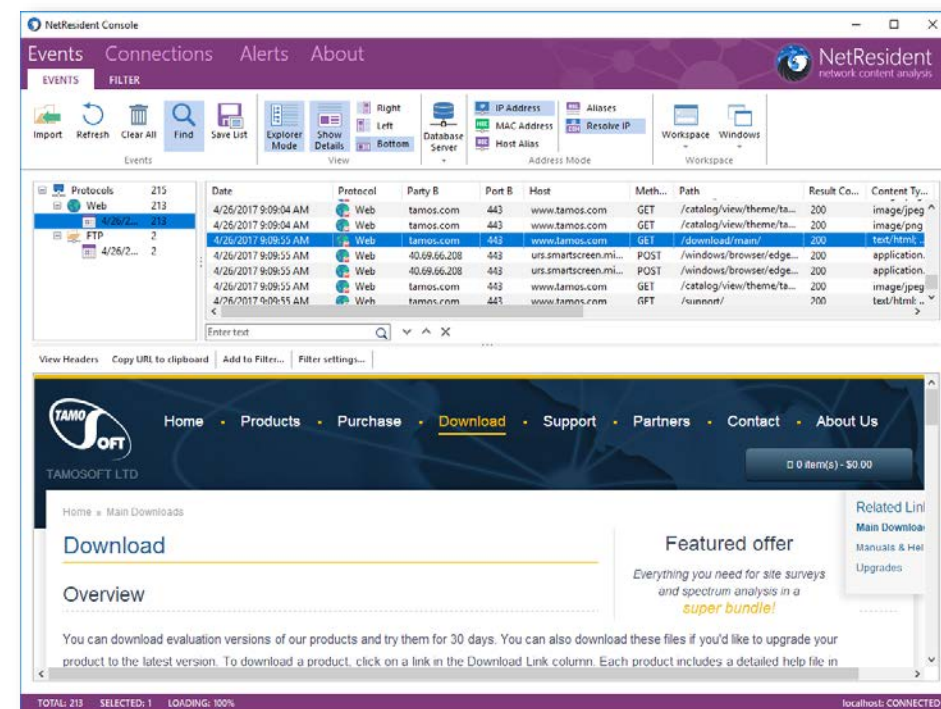 NetResident Console
Events Connections Alerts About
NetResident
network content analysis
EVENTS FILTER
Import Refresh Clear All Find Save List Explorer Mode Show Details Right Left Bottom Database Server IP Address MAC Address Host Alias Aliases Resolve IP Workspace Windows
Events View Address Mode Workspace
Protocols 215
Web 213
4/26/2... 213
FTP 2
4/26/2... 2
Date Protocol Party B Port B Host Meth... Path Result Co... Content Ty...
4/26/2017 9:09:04 AM Web tamos.com 443 www.tamos.com GET /catalog/view/theme/ta... 200 image/jpeg
4/26/2017 9:09:04 AM Web tamos.com 443 www.tamos.com GET /catalog/view/theme/ta... 200 image/png
4/26/2017 9:09:55 AM Web tamos.com 443 www.tamos.com GET /download/main/ 200 text/html; ...
4/26/2017 9:09:55 AM Web 40.69.66.208 443 urs.smartscreen.mi... POST /windows/browser/edge... 200 application.
4/26/2017 9:09:55 AM Web 40.69.66.208 443 urs.smartscreen.mi... POST /windows/browser/edge... 200 application.
4/26/2017 9:09:55 AM Web tamos.com 443 www.tamos.com GET /catalog/view/theme/ta... 200 image/jpeg
4/26/2017 9:09:55 AM Web tamos.com 443 www.tamos.com GET /support/ 200 text/html; ...
Enter text
View Headers Copy URL to clipboard Add to Filter... Filter settings...
TAMOSOFT
TAMOSOFT LTD
Home Products Purchase Download Support Partners Contact About Us
0 item(s) - $0.00
Home » Main Downloads
Download
Overview
Featured offer
Everything you need for site surveys
and spectrum analysis in a
super bundle!
Related Lin
Main Downloa
Manuals & Hel
Upgrades
You can download evaluation versions of our products and try them for 30 days. You can also download these files if you'd like to upgrade your
product to the latest version. To download a product, click on a link in the Download Link column. Each product includes a detailed help file in
TOTAL: 213 SELECTED: 1 LOADING: 100% localhost: CONNECTED